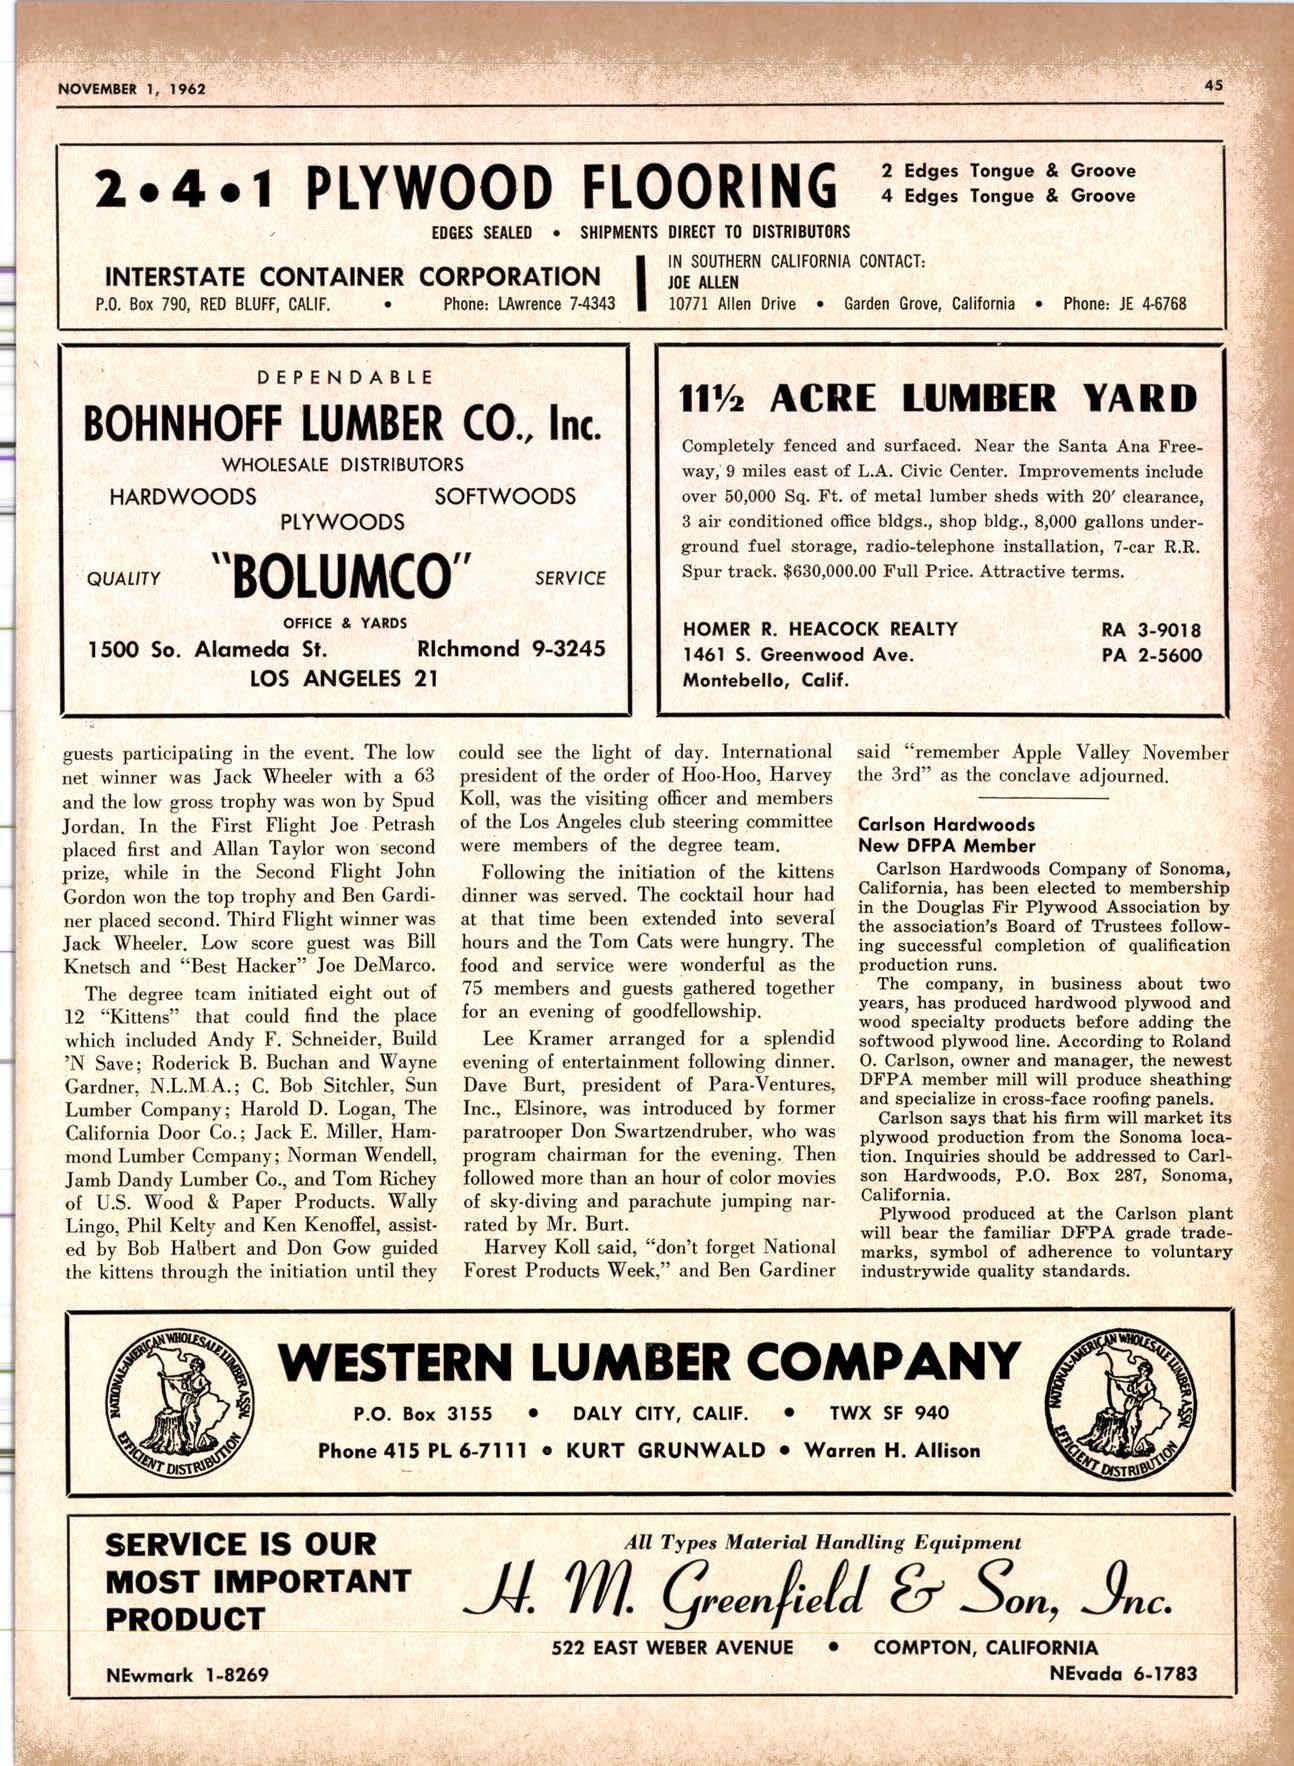 NOVEMBER 1, 1962
45
2•4•1 PLYWOOD FLOORING
2 Edges Tongue & Groove
4 Edges Tongue & Groove
EDGES SEALED • SHIPMENTS DIRECT TO DISTRIBUTORS
INTERSTATE CONTAINER CORPORATION
P.O. Box 790, RED BLUFF, CALIF. • Phone: LAwrence 7-4343
IN SOUTHERN CALIFORNIA CONTACT:
JOE ALLEN
10771 Allen Drive • Garden Grove, California • Phone: JE 4-6768
DEPENDABLE
BOHNHOFF LUMBER CO., Inc.
WHOLESALE DISTRIBUTORS
HARDWOODS SOFTWOODS
PLYWOODS
QUALITY "BOLUMCO" SERVICE
OFFICE & YARDS
1500 So. Alameda St. RIchmond 9-3245
LOS ANGELES 21
11½ ACRE LUMBER YARD
Completely fenced and surfaced. Near the Santa Ana Free-
way, 9 miles east of L.A. Civic Center. Improvements include
over 50,000 Sq. Ft. of metal lumber sheds with 20' clearance,
3 air conditioned office bldgs., shop bldg., 8,000 gallons under-
ground fuel storage, radio-telephone installation, 7-car R.R.
Spur track. $630,000.00 Full Price. Attractive terms.
HOMER R. HEACOCK REALTY RA 3-9018
1461 S. Greenwood Ave. PA 2-5600
Montebello, Calif.
guests participating in the event. The low
net winner was Jack Wheeler with a 63
and the low gross trophy was won by Spud
Jordan. In the First Flight Joe Petrash
placed first and Allan Taylor won second
prize, while in the Second Flight John
Gordon won the top trophy and Ben Gardi-
ner placed second. Third Flight winner was
Jack Wheeler. Low score guest was Bill
Knetsch and "Best Hacker" Joe DeMarco.
The degree team initiated eight out of
12 "Kittens" that could find the place
which included Andy F. Schneider, Build
'N Save; Roderick B. Buchan and Wayne
Gardner, N.L.M.A.; C. Bob Sitchler, Sun
Lumber Company; Harold D. Logan, The
California Door Co.; Jack E. Miller, Ham-
mond Lumber Company; Norman Wendell,
Jamb Dandy Lumber Co., and Tom Richey
of U.S. Wood & Paper Products. Wally
Lingo, Phil Kelty and Ken Kenoffel, assist-
ed by Bob Halbert and Don Gow guided
the kittens through the initiation until they
could see the light of day. International
president of the order of Hoo-Hoo, Harvey
Koll, was the visiting officer and members
of the Los Angeles club steering committee
were members of the degree team.
Following the initiation of the kittens
dinner was served. The cocktail hour had
at that time been extended into several
hours and the Tom Cats were hungry. The
food and service were wonderful as the
75 members and guests gathered together
for an evening of goodfellowship.
Lee Kramer arranged for a splendid
evening of entertainment following dinner.
Dave Burt, president of Para-Ventures,
Inc., Elsinore, was introduced by former
paratrooper Don Swartzendruber, who was
program chairman for the evening. Then
followed more than an hour of color movies
of sky-diving and parachute jumping nar-
rated by Mr. Burt.
Harvey Koll said, "don't forget National
Forest Products Week," and Ben Gardiner
said "remember Apple Valley November
the 3rd" as the conclave adjourned.
Carlson Hardwoods
New DFPA Member
Carlson Hardwoods Company of Sonoma,
California, has been elected to membership
in the Douglas Fir Plywood Association by
the association's Board of Trustees follow-
ing successful completion of qualification
production runs.
The company, in business about two
years, has produced hardwood plywood and
wood specialty products before adding the
softwood plywood line. According to Roland
O. Carlson, owner and manager, the newest
DFPA member mill will produce sheathing
and specialize in cross-face roofing panels.
Carlson says that his firm will market its
plywood production from the Sonoma loca-
tion. Inquiries should be addressed to Carl-
son Hardwoods, P.O. Box 287, Sonoma,
California.
Plywood produced at the Carlson plant
will bear the familiar DFPA grade trade-
marks, symbol of adherence to voluntary
industrywide quality standards.
NATIONAL-AMERICAN WHOLESALE LUMBER ASSN.
EFFICIENT DISTRIBUTION
WESTERN LUMBER COMPANY
P.O. Box 3155 • DALY CITY, CALIF. • TWX SF 940
Phone 415 PL 6-7111 • KURT GRUNWALD • Warren H. Allison
NATIONAL-AMERICAN WHOLESALE LUMBER ASSN.
EFFICIENT DISTRIBUTION
SERVICE IS OUR
MOST IMPORTANT
PRODUCT
NEwmark 1-8269
All Types Material Handling Equipment
H. M. Greenfield & Son, Inc.
522 EAST WEBER AVENUE • COMPTON, CALIFORNIA
NEvada 6-1783